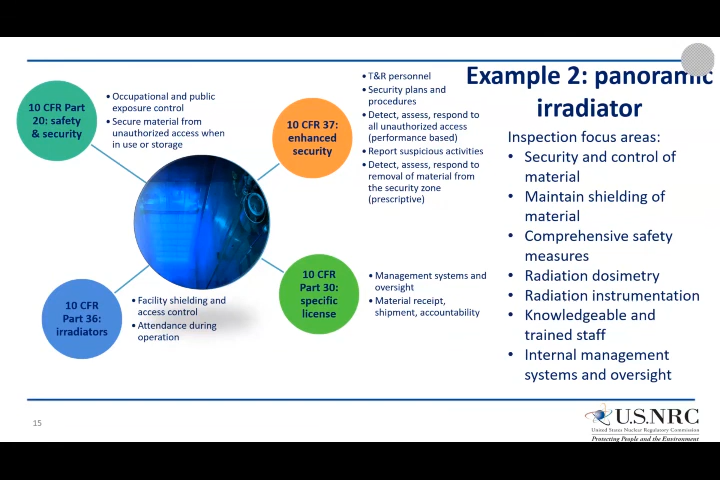 Example 2: panoramic
irradiator
10 CFR Part
20: safety
& security
• Occupational and public
exposure control
• Secure material from
unauthorized access when
in use or storage
10 CFR 37:
enhanced
security
• T&R personnel
• Security plans and
procedures
• Detect, assess, respond to
all unauthorized access
(performance based)
• Report suspicious activities
• Detect, assess, respond to
removal of material from
the security zone
(prescriptive)
10 CFR
Part 36:
irradiators
• Facility shielding and
access control
• Attendance during
operation
10 CFR
Part 30:
specific
license
• Management systems and
oversight
• Material receipt,
shipment, accountability
Inspection focus areas:
• Security and control of
material
• Maintain shielding of
material
• Comprehensive safety
measures
• Radiation dosimetry
• Radiation instrumentation
• Knowledgeable and
trained staff
• Internal management
systems and oversight
15
U.S.NRC
United States Nuclear Regulatory Commission
Protecting People and the Environment